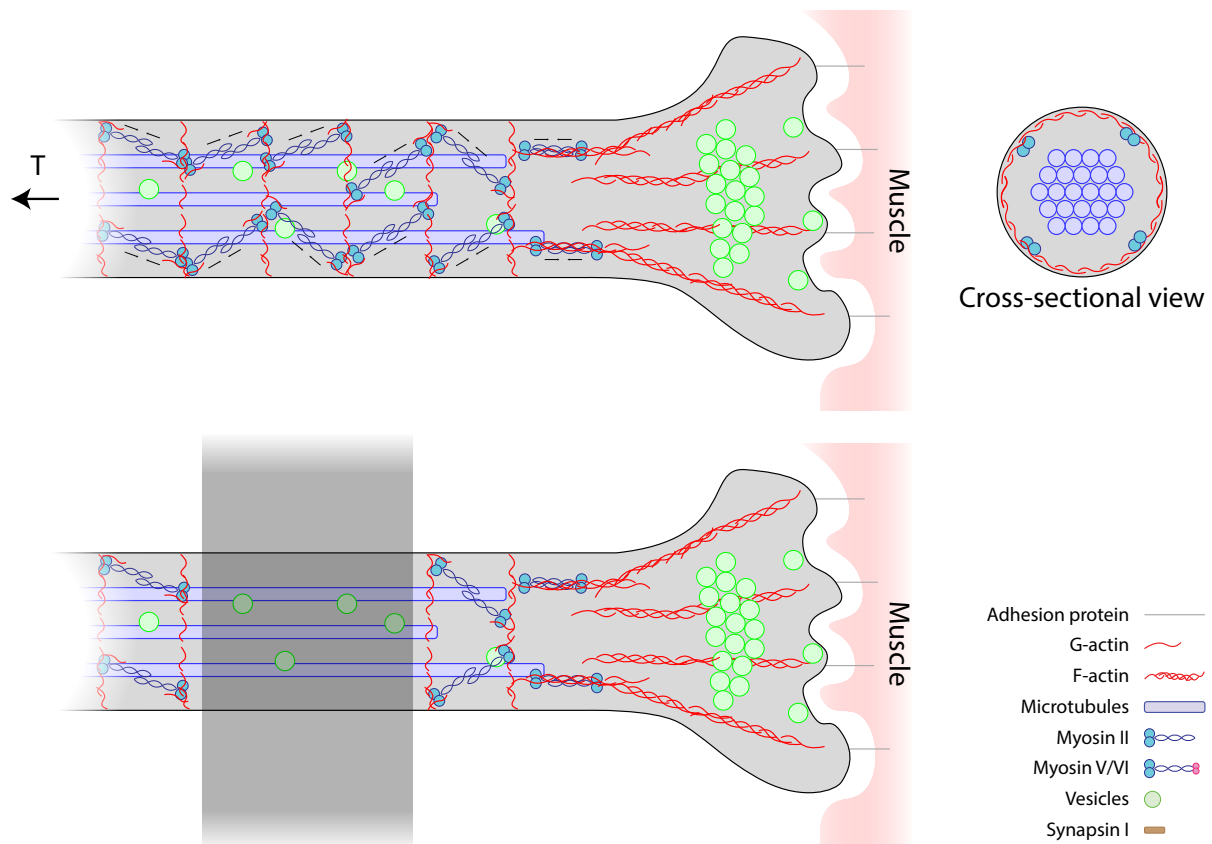 T
Muscle
Cross-sectional view
Muscle
Adhesion protein
G-actin
F-actin
Microtubules
Myosin II
Myosin V/VI
Vesicles
Synapsin I